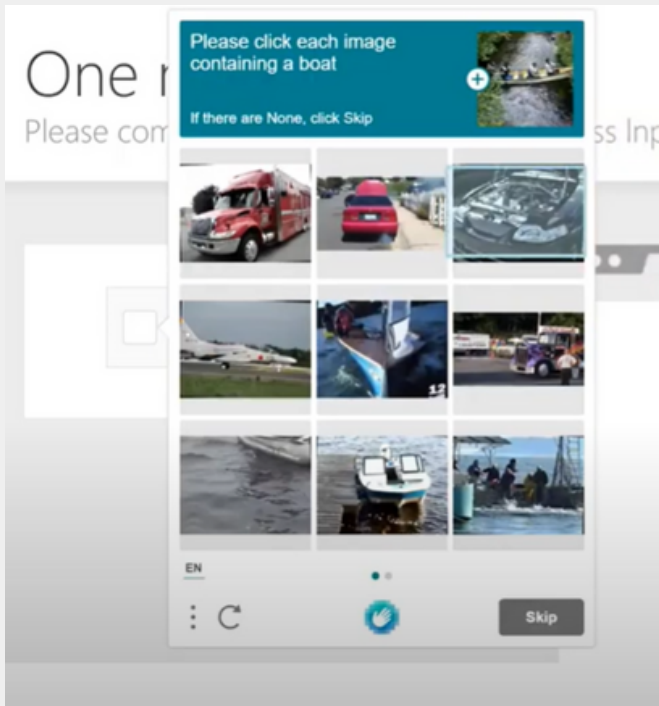 One
Please click each image
containing a boat
If there are None, click Skip
Please com
ss Inp
12
EN
Skip